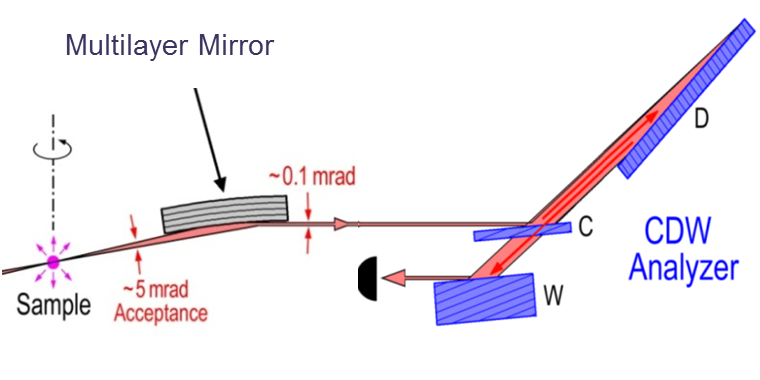 Multilayer Mirror
~0.1 mrad
D
C
CDW
Analyzer
~5 mrad
Acceptance
Sample
W